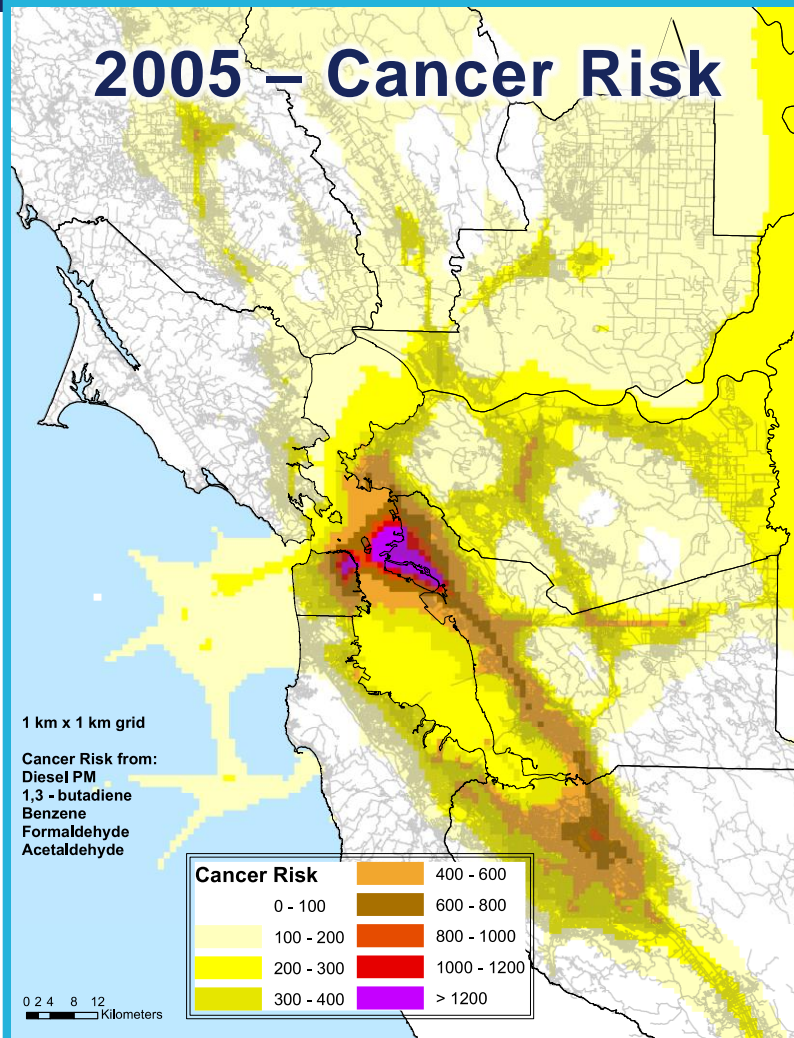 2005 – Cancer Risk
1 km x 1 km grid
Cancer Risk from:
Diesel PM
1,3 - butadiene
Benzene
Formaldehyde
Acetaldehyde
Cancer Risk
0 - 100
100 - 200
200 - 300
300 - 400
400 - 600
600 - 800
800 - 1000
1000 - 1200
> 1200
0 2 4 8 12
Kilometers